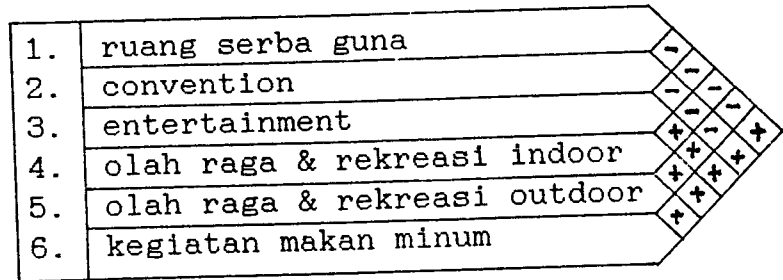 1. ruang serba guna
2. convention
3. entertainment
4. olah raga & rekreasi indoor
5. olah raga & rekreasi outdoor
6. kegiatan makan minum
-
- -
- - -
- - +
+ - +
+ +
+ +
+
+